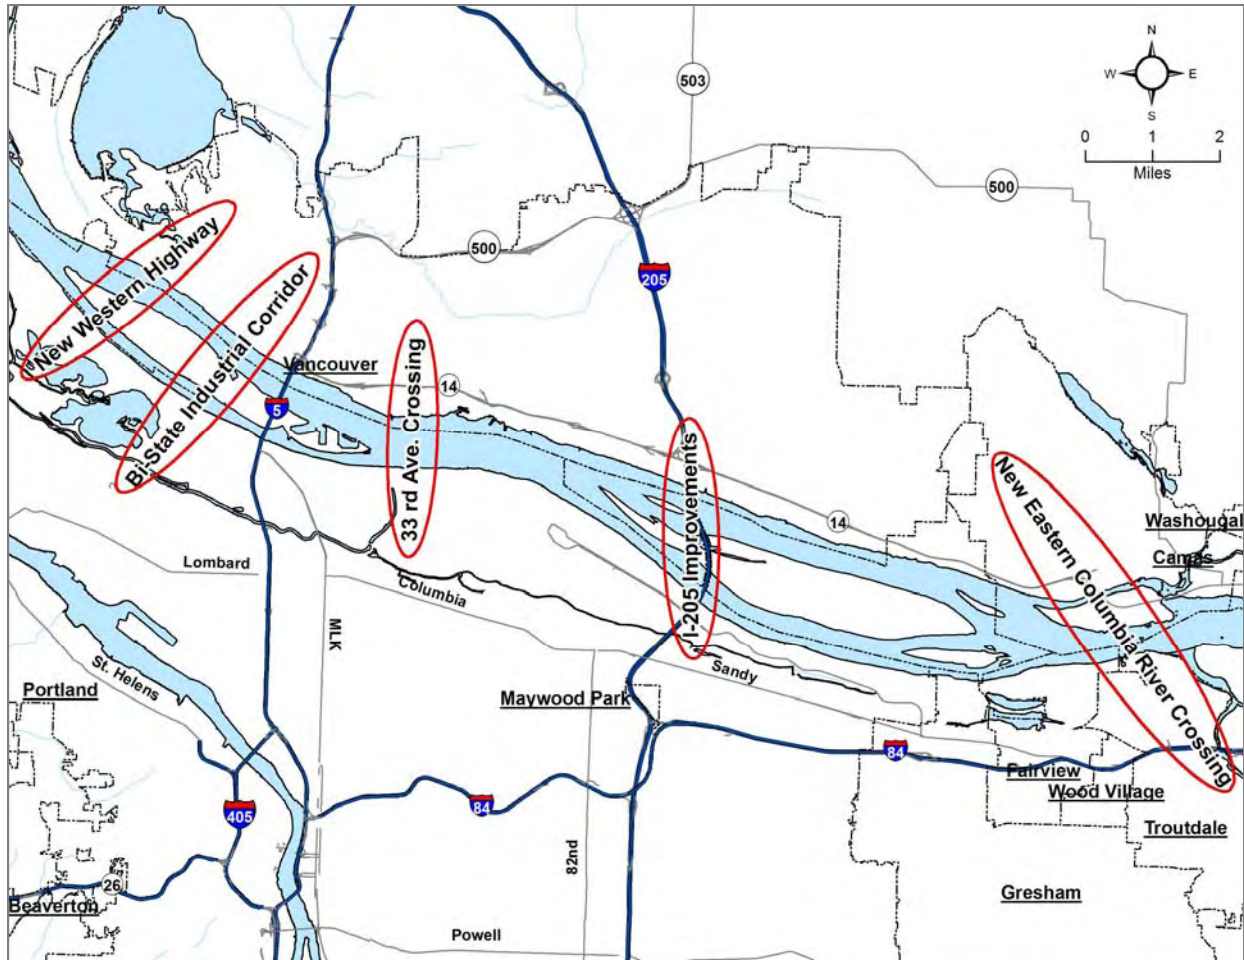 N
W
E
S
0
1
2
Miles
503
500
500
205
New Western Highway
Bi-State Industrial Corridor
Vancouver
5
14
33 rd Ave. Crossing
I-205 Improvements
14
New Eastern Columbia River Crossing
Washougal
Camas
Lombard
Columbia
MLK
St. Helens
Portland
Sandy
Maywood Park
84
Fairview
Wood Village
Troutdale
405
84
82nd
26
Beaverton
Gresham
Powell